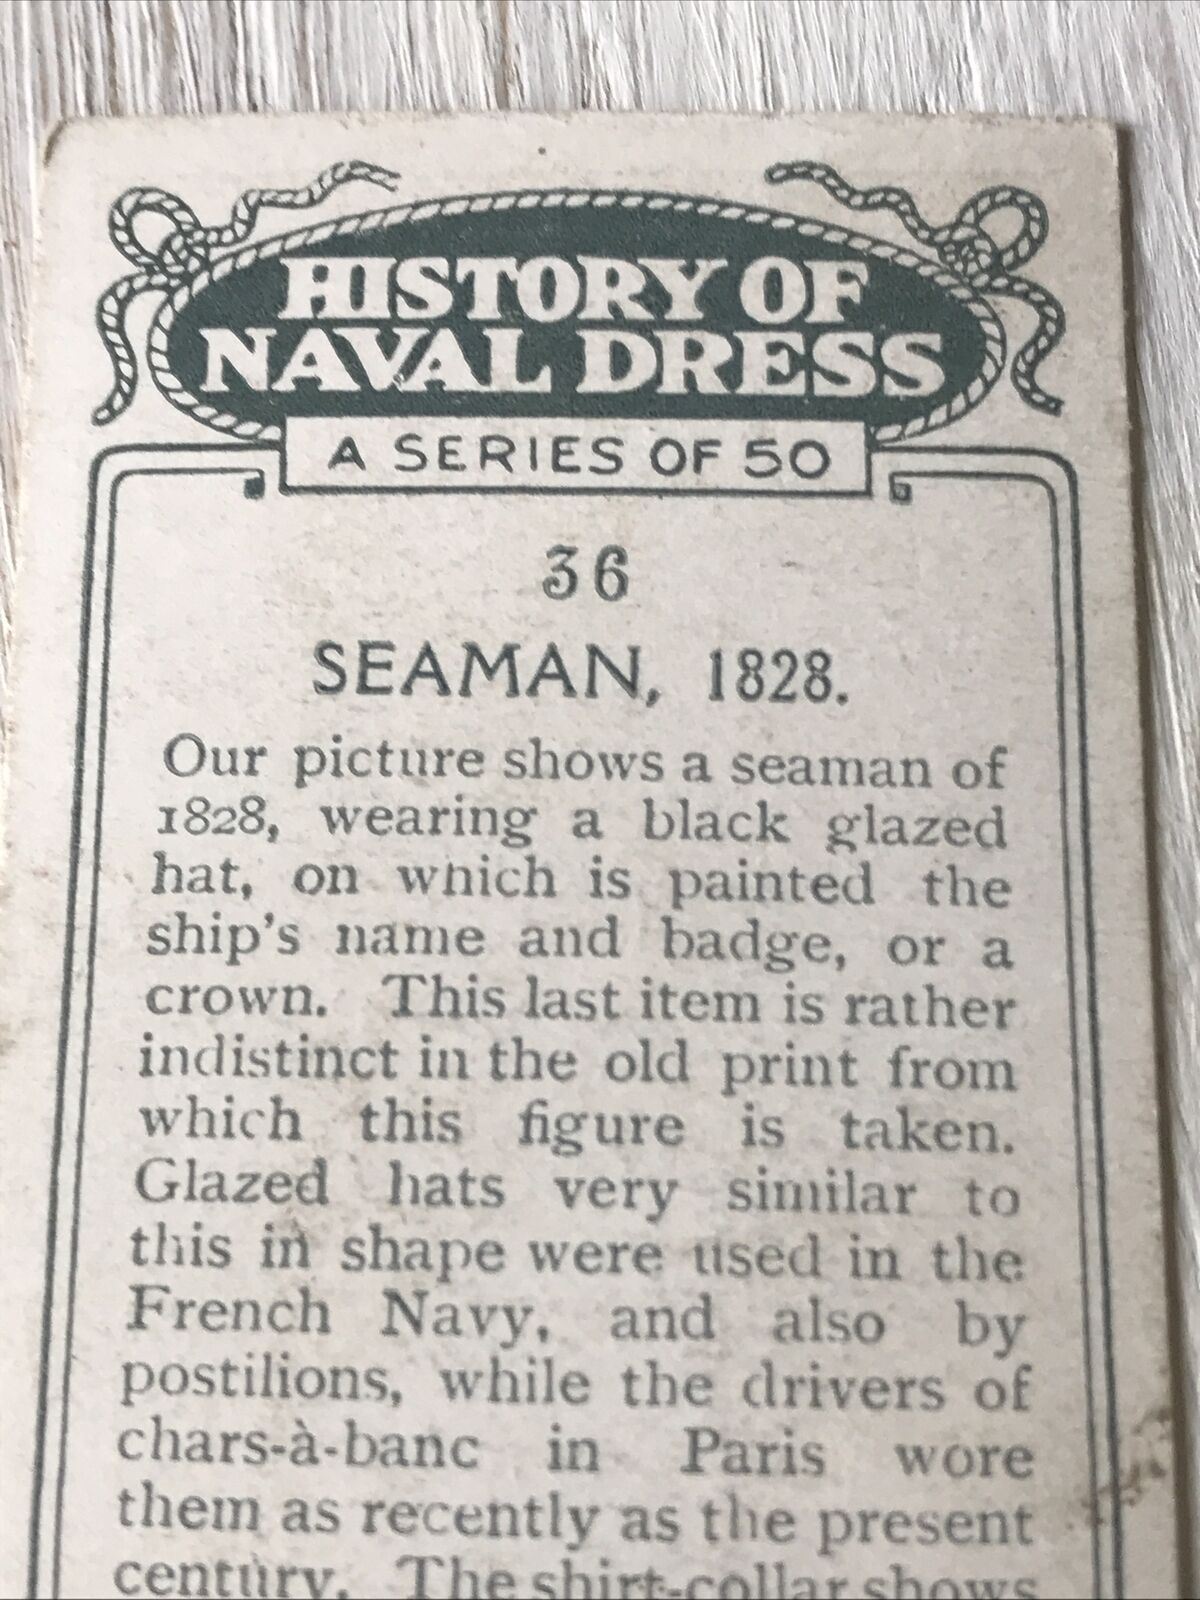 HISTORY OF
NAVAL DRESS
A SERIES OF 50
36
SEAMAN, 1828.
Our picture shows a seaman of
1828, wearing a black glazed
hat, on which is painted the
ship's name and badge, or a
crown. This last item is rather
indistinct in the old print from
which this figure is taken.
Glazed hats very similar to
this in shape were used in the
French Navy, and also by
postilions, while the drivers of
chars-à-banc in Paris wore
them as recently as the present
century. The shirt-collar shows